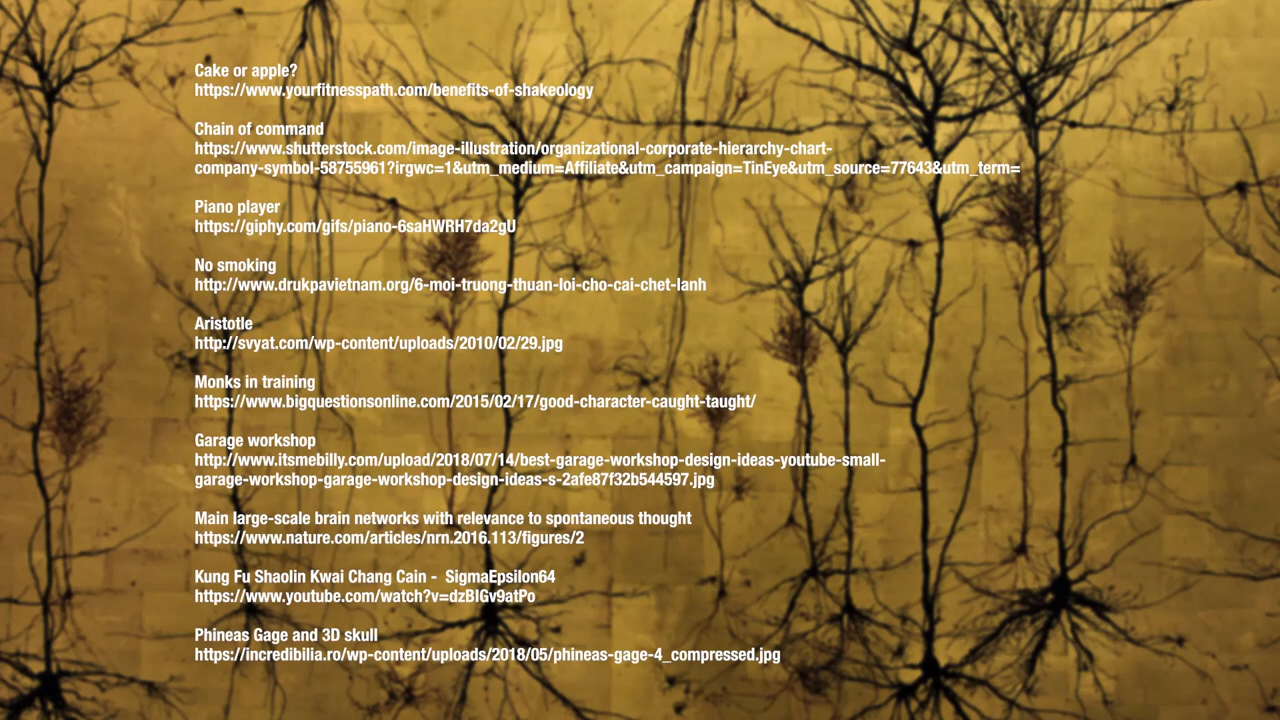 Cake or apple?
https://www.yourfitnesspath.com/benefits-of-shakeology
Chain of command
https://www.shutterstock.com/image-illustration/organizational-corporate-hierarchy-chart-
company-symbol-58755961?irgwc=1&utm_medium=Affiliate&utm_campaign=TinEye&utm_source=77643&utm_term=
Piano player
https://giphy.com/gifs/piano-6saHWRH7da2gU
No smoking
http://www.drukpavietnam.org/6-moi-truong-thuan-loi-cho-cai-chet-lanh
Aristotle
http://svyat.com/wp-content/uploads/2010/02/29.jpg
Monks in training
https://www.bigquestionsonline.com/2015/02/17/good-character-caught-taught/
Garage workshop
http://www.itsmebilly.com/upload/2018/07/14/best-garage-workshop-design-ideas-youtube-small-
garage-workshop-garage-workshop-design-ideas-s-2afe87f32b544597.jpg
Main large-scale brain networks with relevance to spontaneous thought
https://www.nature.com/articles/nrn.2016.113/figures/2
Kung Fu Shaolin Kwai Chang Cain -  SigmaEpsilon64
https://www.youtube.com/watch?v=dzBIGv9atPo
Phineas Gage and 3D skull
https://incredibilia.ro/wp-content/uploads/2018/05/phineas-gage-4_compressed.jpg